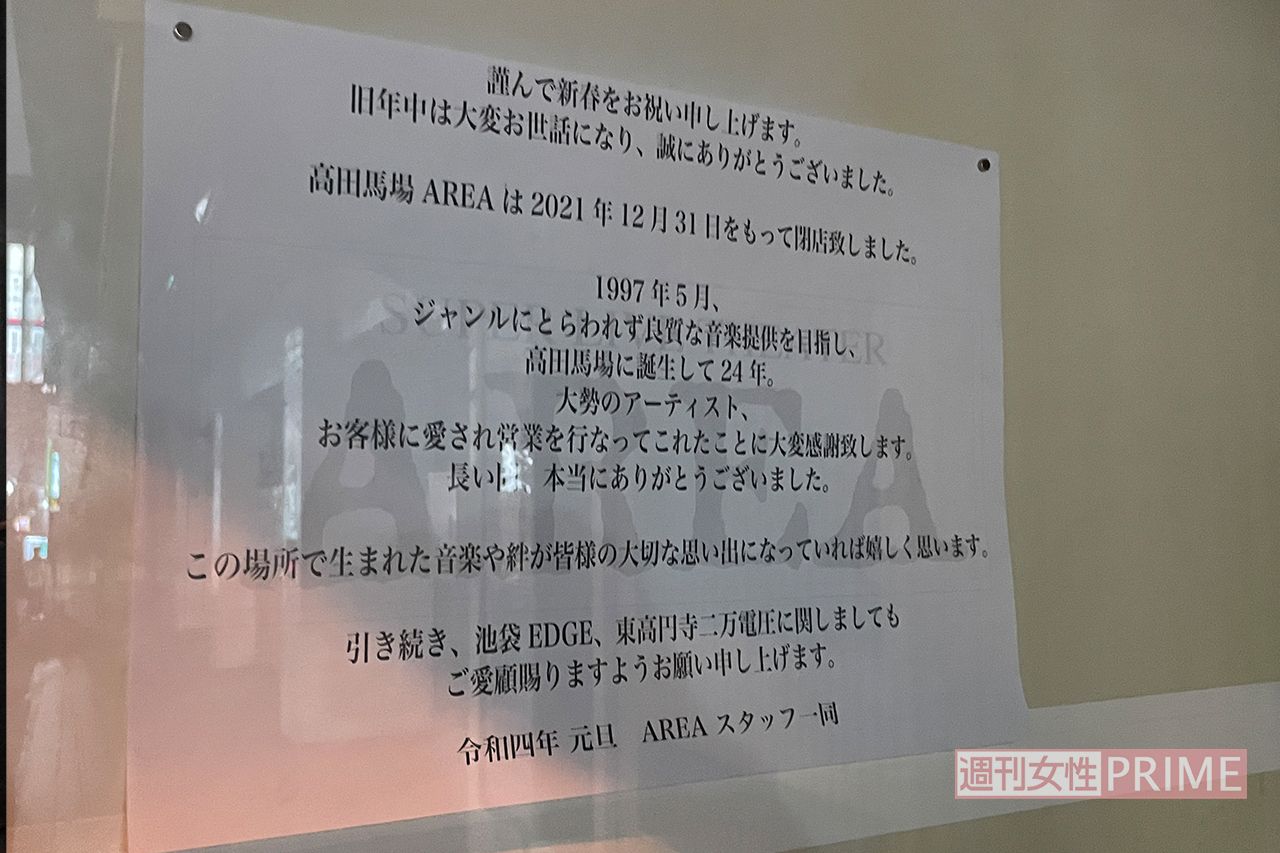 謹んで新春をお祝い申し上げます。
旧年中は大変お世話になり、誠にありがとうございました。
高田馬場 AREA は 2021 年 12 月 31 日をもって閉店致しました。
1997 年 5 月、
ジャンルにとらわれず良質な音楽提供を目指し、
高田馬場に誕生して 24 年。
大勢のアーティスト、
お客様に愛され営業を行なってこれたことに大変感謝致します。
長い間、本当にありがとうございました。
この場所で生まれた音楽や絆が皆様の大切な思い出になっていれば嬉しく思います。
引き続き、池袋 EDGE、東高円寺二万電圧に関しましても
ご愛顧賜りますようお願い申し上げます。
令和四年 元旦 AREA スタッフ一同
AREA
週刊女性PRIME